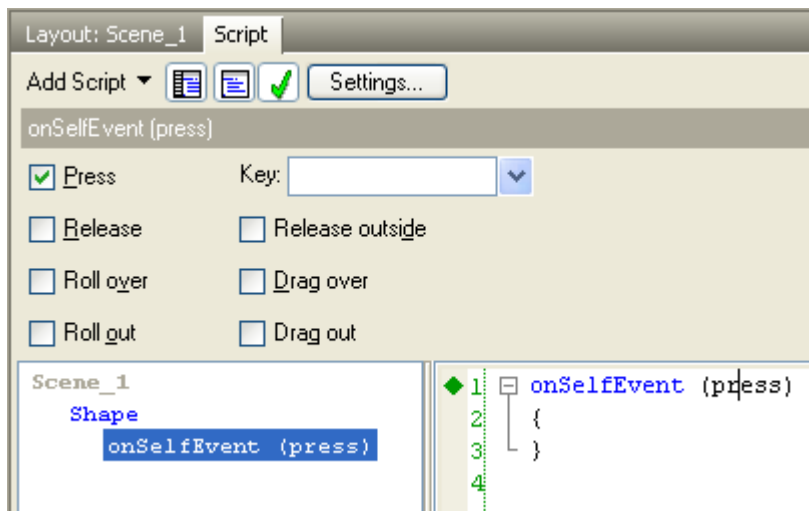 Layout: Scene_1 Script
Add Script Settings...
onSelfEvent (press)
Press Key:
Release Release outside
Roll over Drag over
Roll out Drag out
Scene_1
Shape
onSelfEvent (press)
1 onSelfEvent (press)
2 {
3 }
4